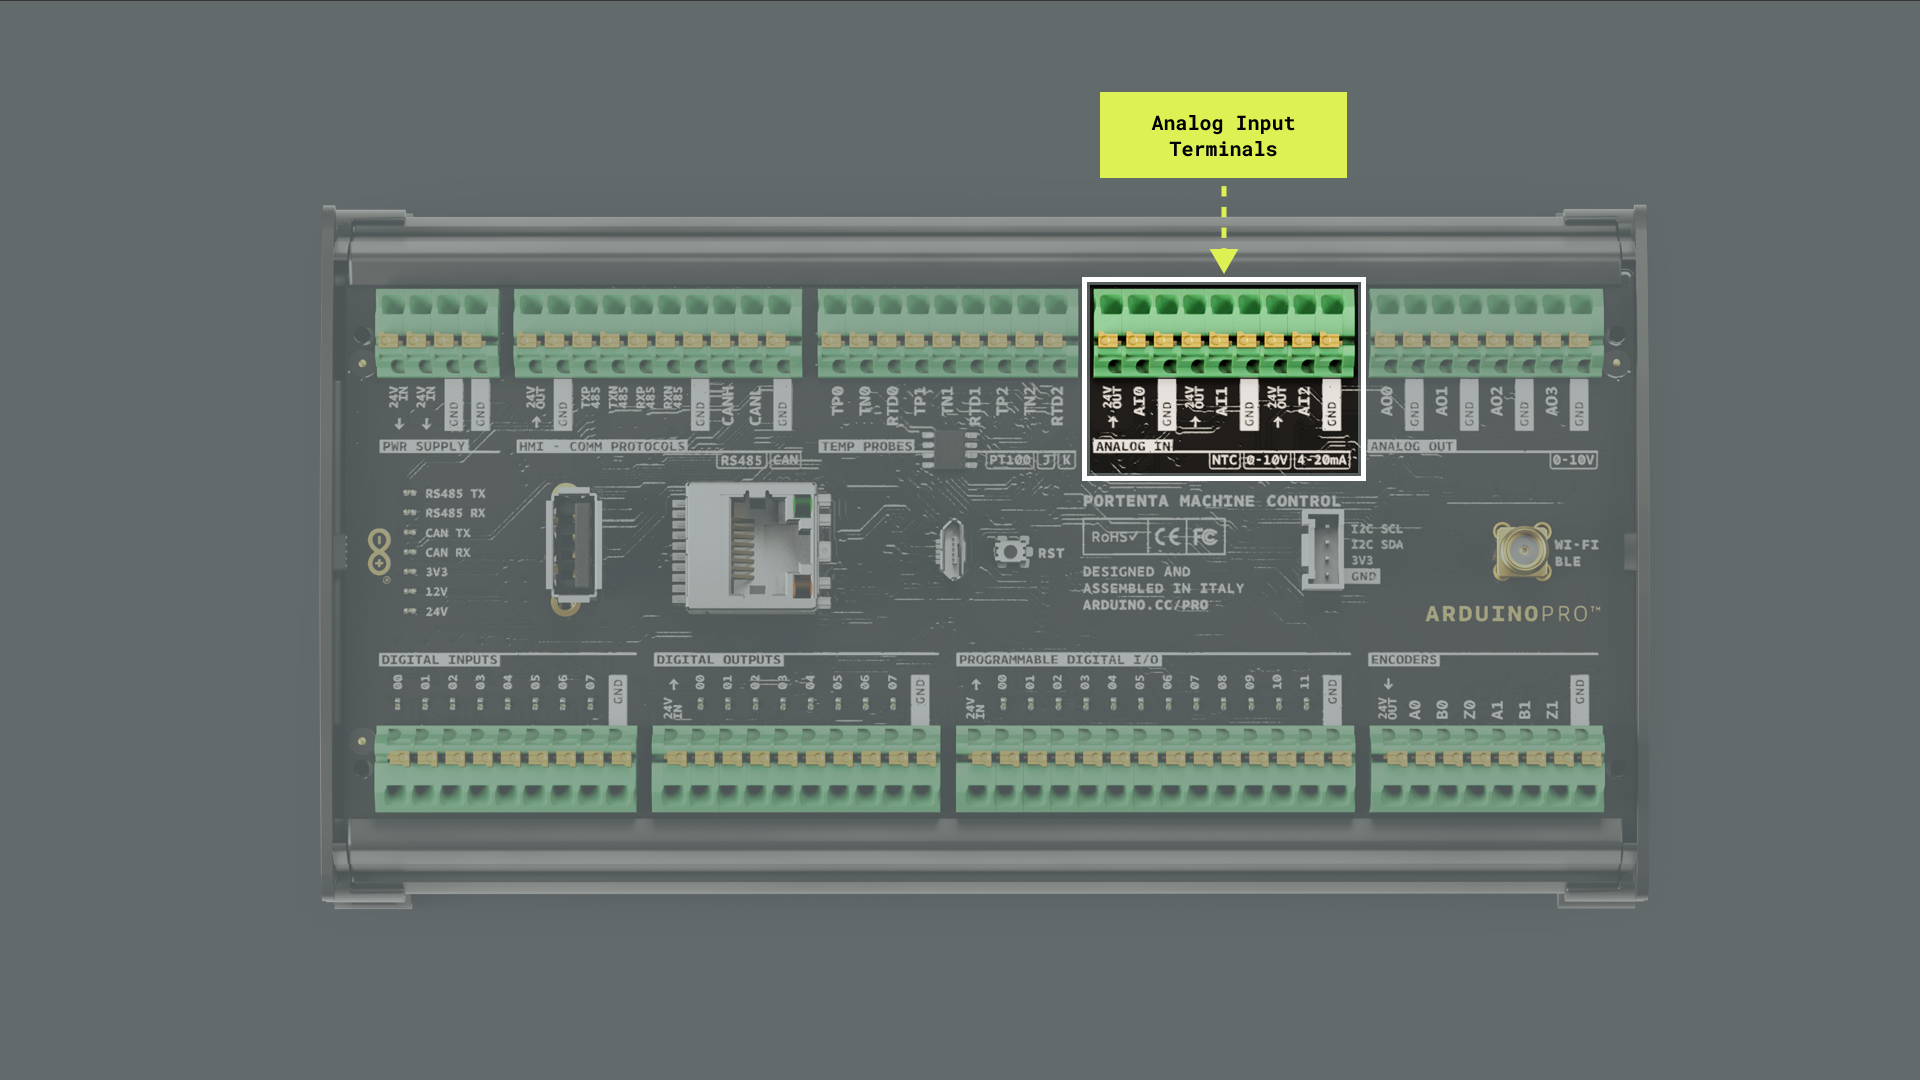 Analog Input
Terminals
24V IN
24V IN
GND
GND
24V OUT
GND
TXP 485
TXN 485
RXP 485
RXN 485
GND
CANH
CANL
GND
TP0
TN0
RTD0
TP1
TN1
RTD1
TP2
TN2
RTD2
24V OUT
AI0
GND
24V OUT
AI1
GND
24V OUT
AI2
GND
AO0
GND
AO1
GND
AO2
GND
AO3
GND
PWR SUPPLY
HMI - COMM PROTOCOLS
TEMP PROBES
ANALOG IN
ANALOG OUT
RS485 CAN
PT100 J K
NTC 0-10V 4-20mA
0-10V
RS485 TX
RS485 RX
CAN TX
CAN RX
3V3
12V
24V
RST
PORTENTA MACHINE CONTROL
RoHS✓ CE FC
DESIGNED AND
ASSEMBLED IN ITALY
ARDUINO.CC/PRO
I2C SCL
I2C SDA
3V3
GND
WI-FI
BLE
ARDUINOPRO™
DIGITAL INPUTS
DIGITAL OUTPUTS
PROGRAMMABLE DIGITAL I/O
ENCODERS
00 01 02 03 04 05 06 07 GND
24V IN 00 01 02 03 04 05 06 07 GND
24V IN 00 01 02 03 04 05 06 07 08 09 10 11 GND
24V OUT A0 B0 Z0 A1 B1 Z1 GND